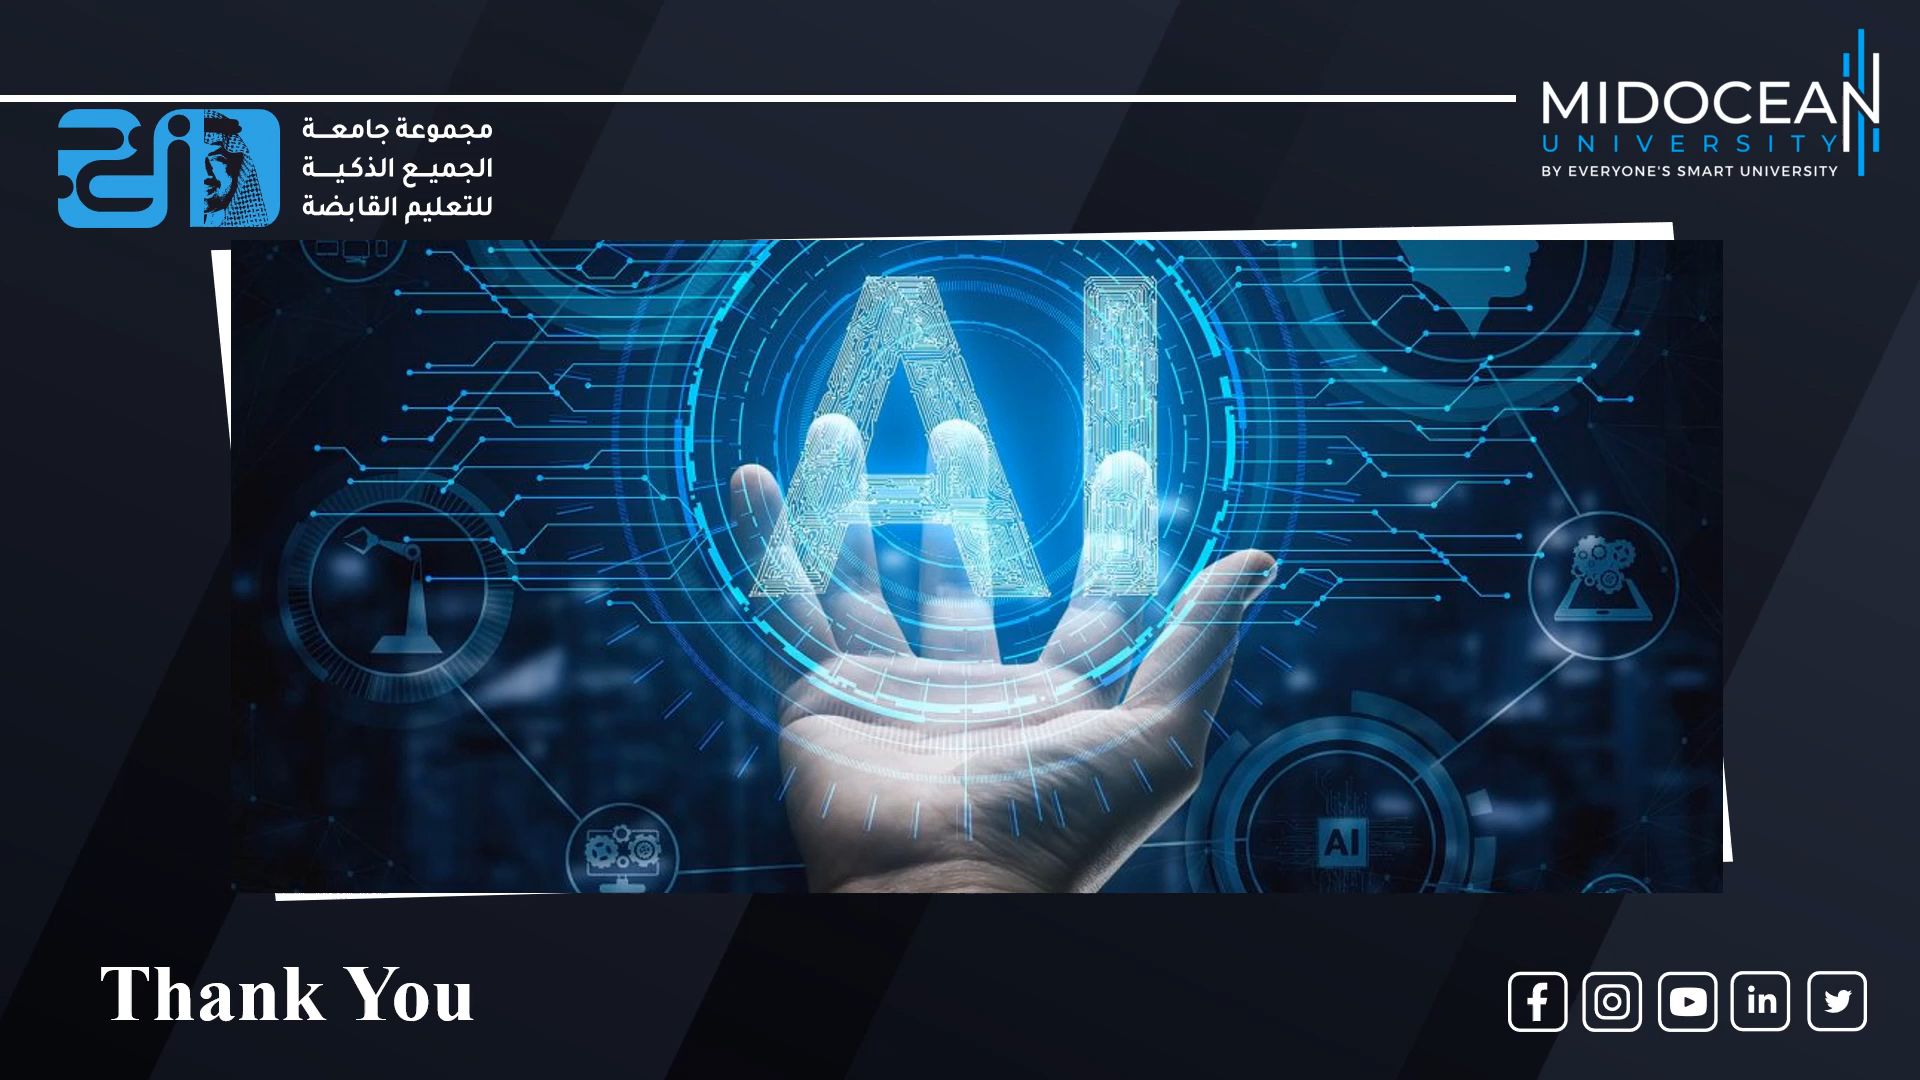 مجموعة جامعة
الجميع الذكية
للتعليم القابضة
MIDOCEAN
UNIVERSITY
BY EVERYONE'S SMART UNIVERSITY
AI
AI
Thank You